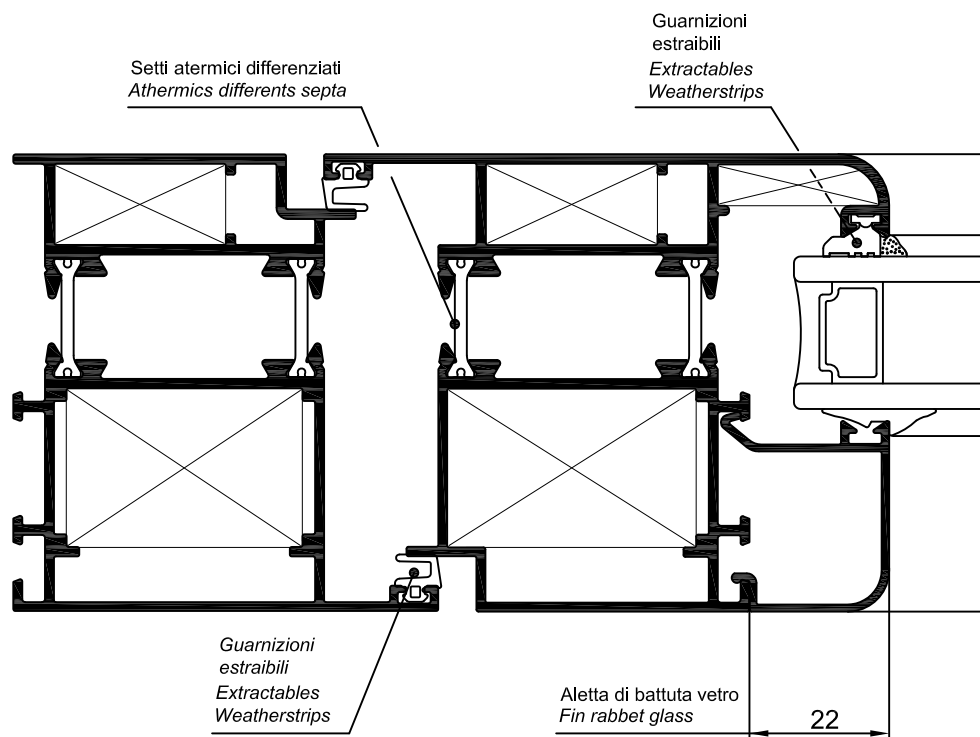 Guarnizioni
estraibili
Extractables
Weatherstrips
Setti atermici differenziati
Athermics differents septa
Guarnizioni
estraibili
Extractables
Weatherstrips
Aletta di battuta vetro
Fin rabbet glass
22